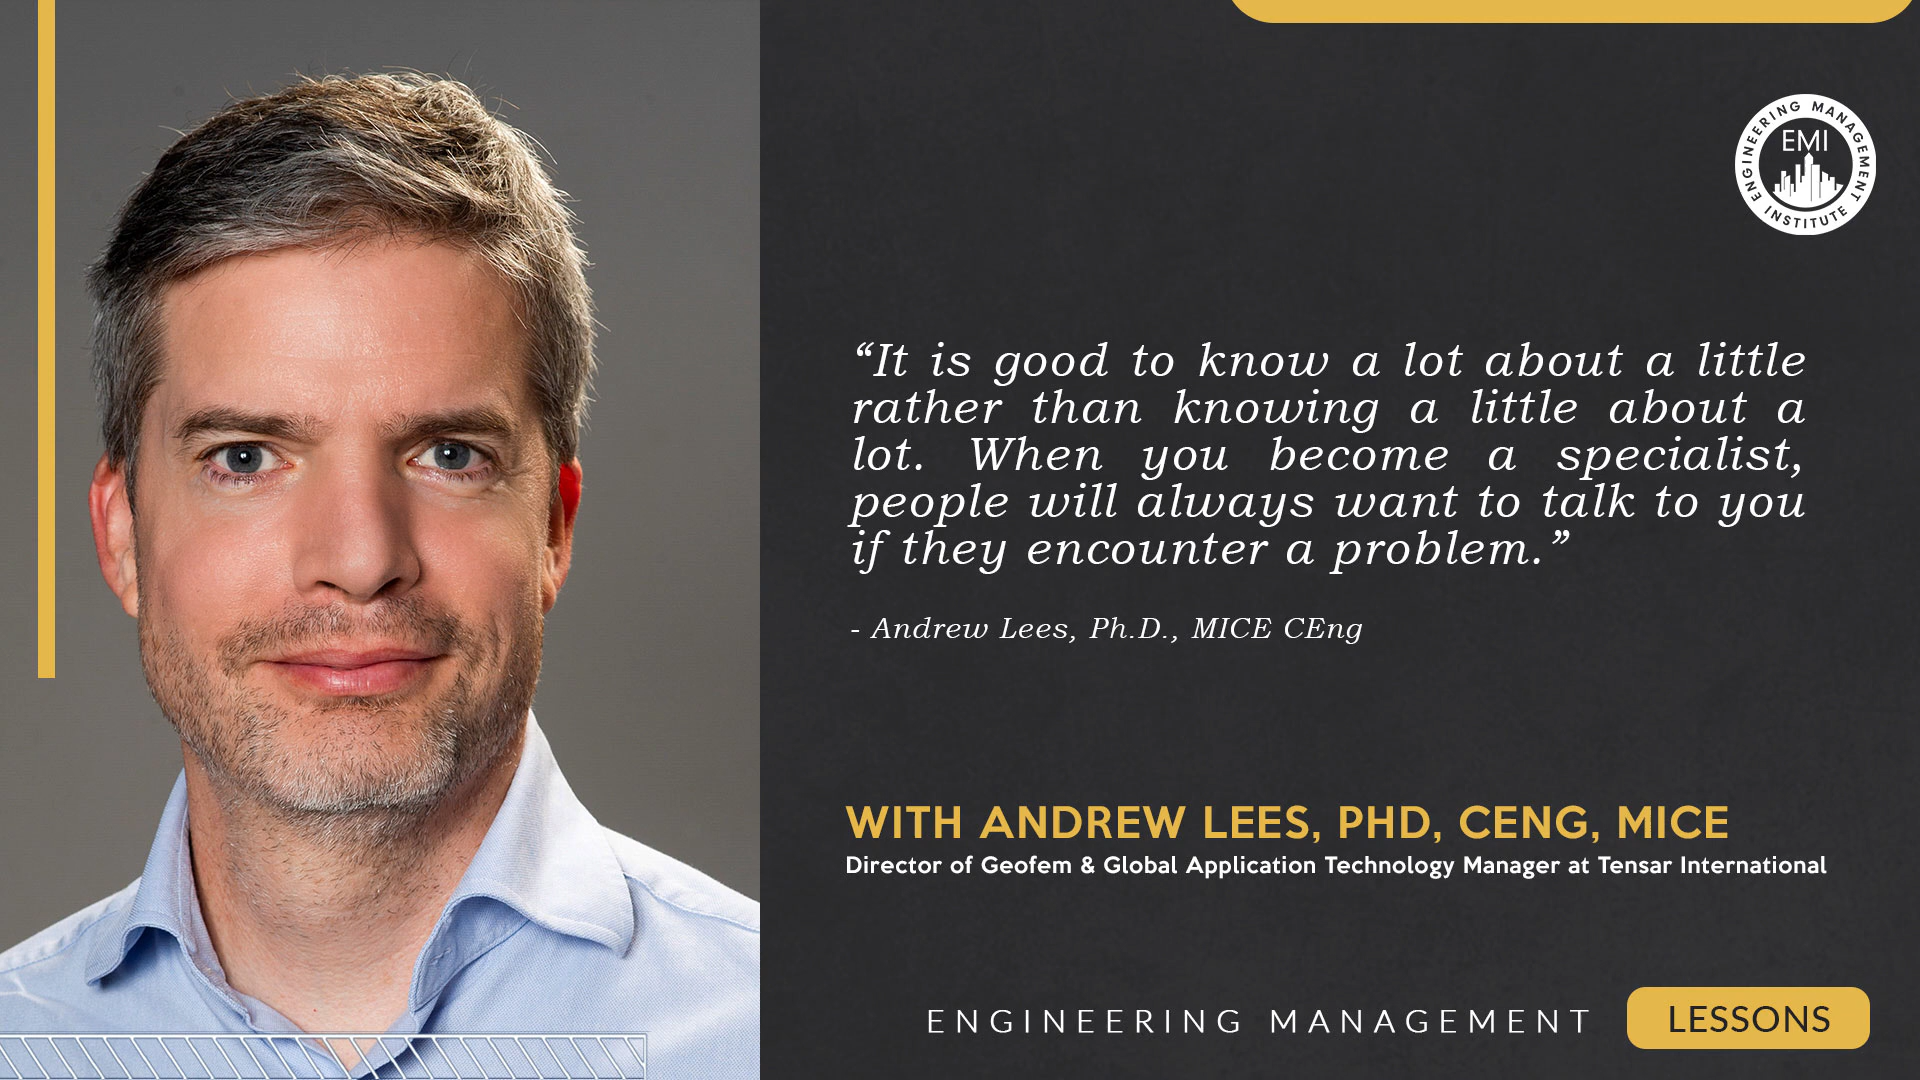 ENGINEERING MANAGEMENT
EMI
INSTITUTE
“It is good to know a lot about a little
rather than knowing a little about a
lot. When you become a specialist,
people will always want to talk to you
if they encounter a problem.”
- Andrew Lees, Ph.D., MICE CEng
WITH ANDREW LEES, PHD, CENG, MICE
Director of Geofem & Global Application Technology Manager at Tensar International
ENGINEERING MANAGEMENT LESSONS